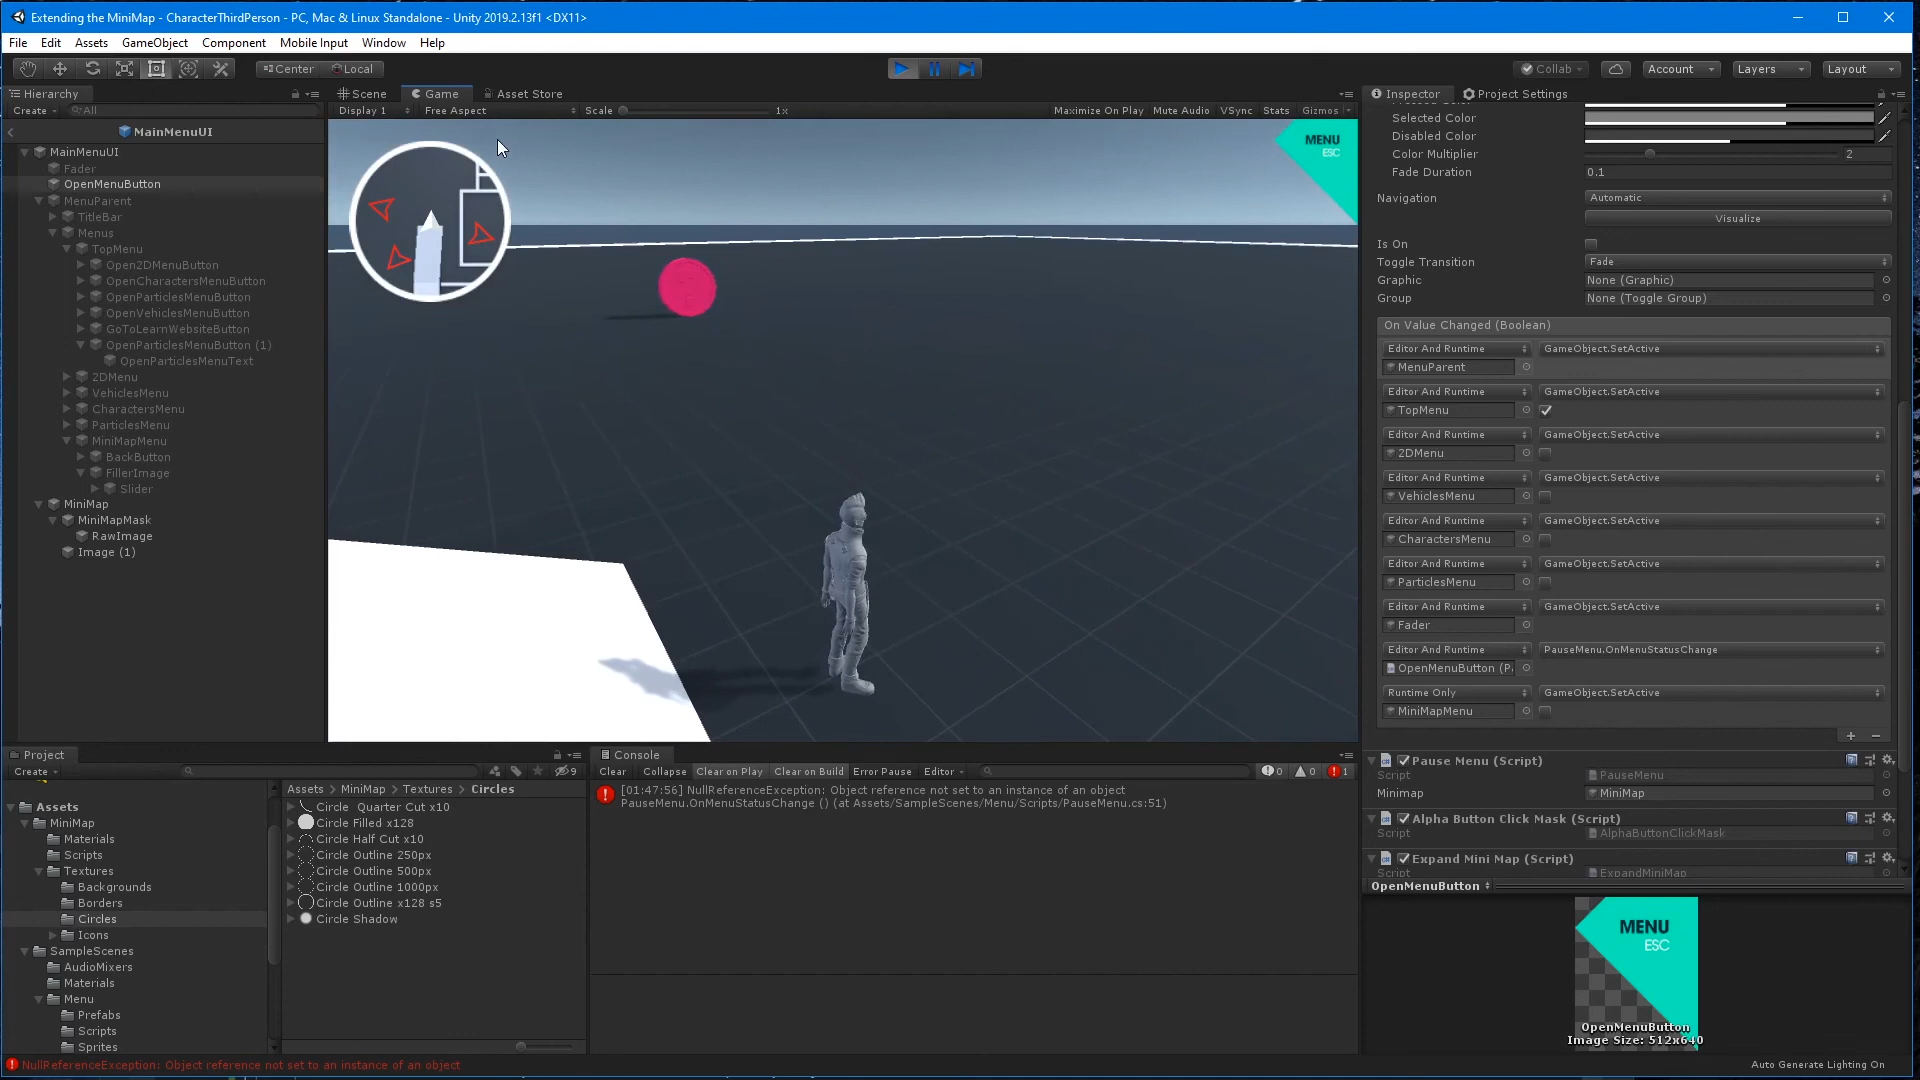 Extending the MiniMap - CharacterThirdPerson - PC, Mac & Linux Standalone - Unity 2019.2.13f1 <DX11>
File Edit Assets GameObject Component Mobile Input Window Help
Center Local Collab Account Layers Layout
Hierarchy
Create All
MainMenuUI
MainMenuUI
Fader
OpenMenuButton
MenuParent
TitleBar
Menus
TopMenu
Open2DMenuButton
OpenCharactersMenuButton
OpenParticlesMenuButton
OpenVehiclesMenuButton
GoToLearnWebsiteButton
OpenParticlesMenuButton (1)
OpenParticlesMenuText
2DMenu
VehiclesMenu
CharactersMenu
ParticlesMenu
MiniMapMenu
BackButton
FillerImage
Slider
MiniMap
MiniMapMask
RawImage
Image (1)
Scene Game Asset Store
Display 1 Free Aspect Scale 1x Maximize On Play Mute Audio VSync Stats Gizmos
MENU
ESC
Inspector Project Settings
Selected Color
Disabled Color
Color Multiplier 2
Fade Duration 0.1
Navigation Automatic
Visualize
Is On
Toggle Transition Fade
Graphic None (Graphic)
Group None (Toggle Group)
On Value Changed (Boolean)
Editor And Runtime GameObject.SetActive
MenuParent
Editor And Runtime GameObject.SetActive
TopMenu
Editor And Runtime GameObject.SetActive
2DMenu
Editor And Runtime GameObject.SetActive
VehiclesMenu
Editor And Runtime GameObject.SetActive
CharactersMenu
Editor And Runtime GameObject.SetActive
ParticlesMenu
Editor And Runtime GameObject.SetActive
Fader
Editor And Runtime PauseMenu.OnMenuStatusChange
OpenMenuButton (P
Runtime Only GameObject.SetActive
MiniMapMenu
Pause Menu (Script)
Script PauseMenu
Minimap MiniMap
Alpha Button Click Mask (Script)
Script AlphaButtonClickMask
Expand Mini Map (Script)
Script ExpandMiniMap
OpenMenuButton
MENU
ESC
OpenMenuButton
Image Size: 512x640
Project
Create 9
Assets
MiniMap
Materials
Scripts
Textures
Backgrounds
Borders
Circles
Icons
SampleScenes
AudioMixers
Materials
Menu
Prefabs
Scripts
Sprites
Assets > MiniMap > Textures > Circles
Circle Quarter Cut x10
Circle Filled x128
Circle Half Cut x10
Circle Outline 250px
Circle Outline 500px
Circle Outline 1000px
Circle Outline x128 s5
Circle Shadow
Console
Clear Collapse Clear on Play Clear on Build Error Pause Editor 0 0 1
[01:47:56] NullReferenceException: Object reference not set to an instance of an object
PauseMenu.OnMenuStatusChange () (at Assets/SampleScenes/Menu/Scripts/PauseMenu.cs:51)
NullReferenceException: Object reference not set to an instance of an object
Auto Generate Lighting On